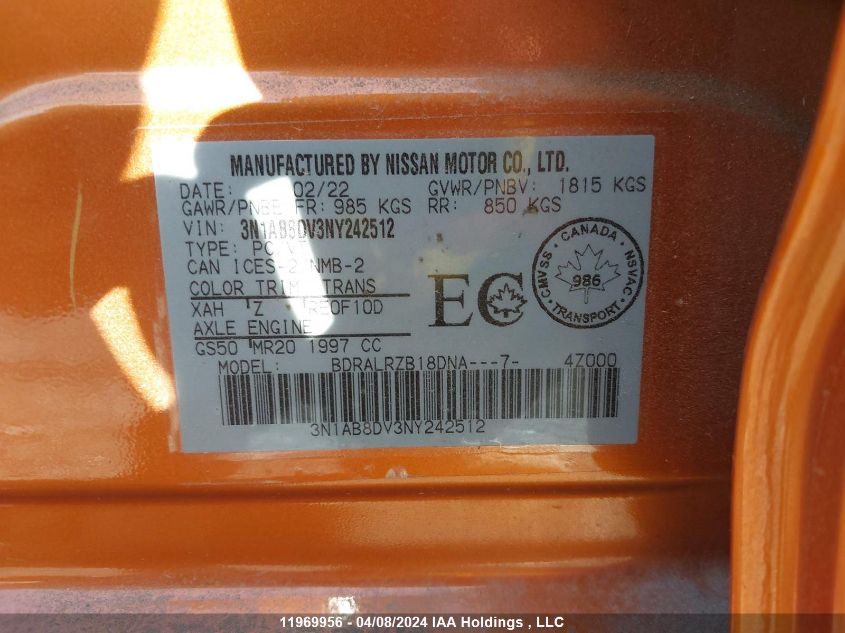 MANUFACTURED BY NISSAN MOTOR CO., LTD.
DATE: 02/22 GVWR/PNBV: 1815 KGS
GAWR/PNBE FR: 985 KGS RR: 850 KGS
VIN: 3N1AB8DV3NY242512
TYPE: PC
CAN ICES-2 NMB-2
COLOR TRIM TRANS
XAH Z RE0F10D
AXLE ENGINE
GS50 MR20 1997 CC
EC
CMVSS CANADA NSVAC
986
TRANSPORT
MODEL: BDRALRZB18DNA---7- 4Z000
3N1AB8DV3NY242512
11969956 - 04/08/2024 IAA Holdings , LLC